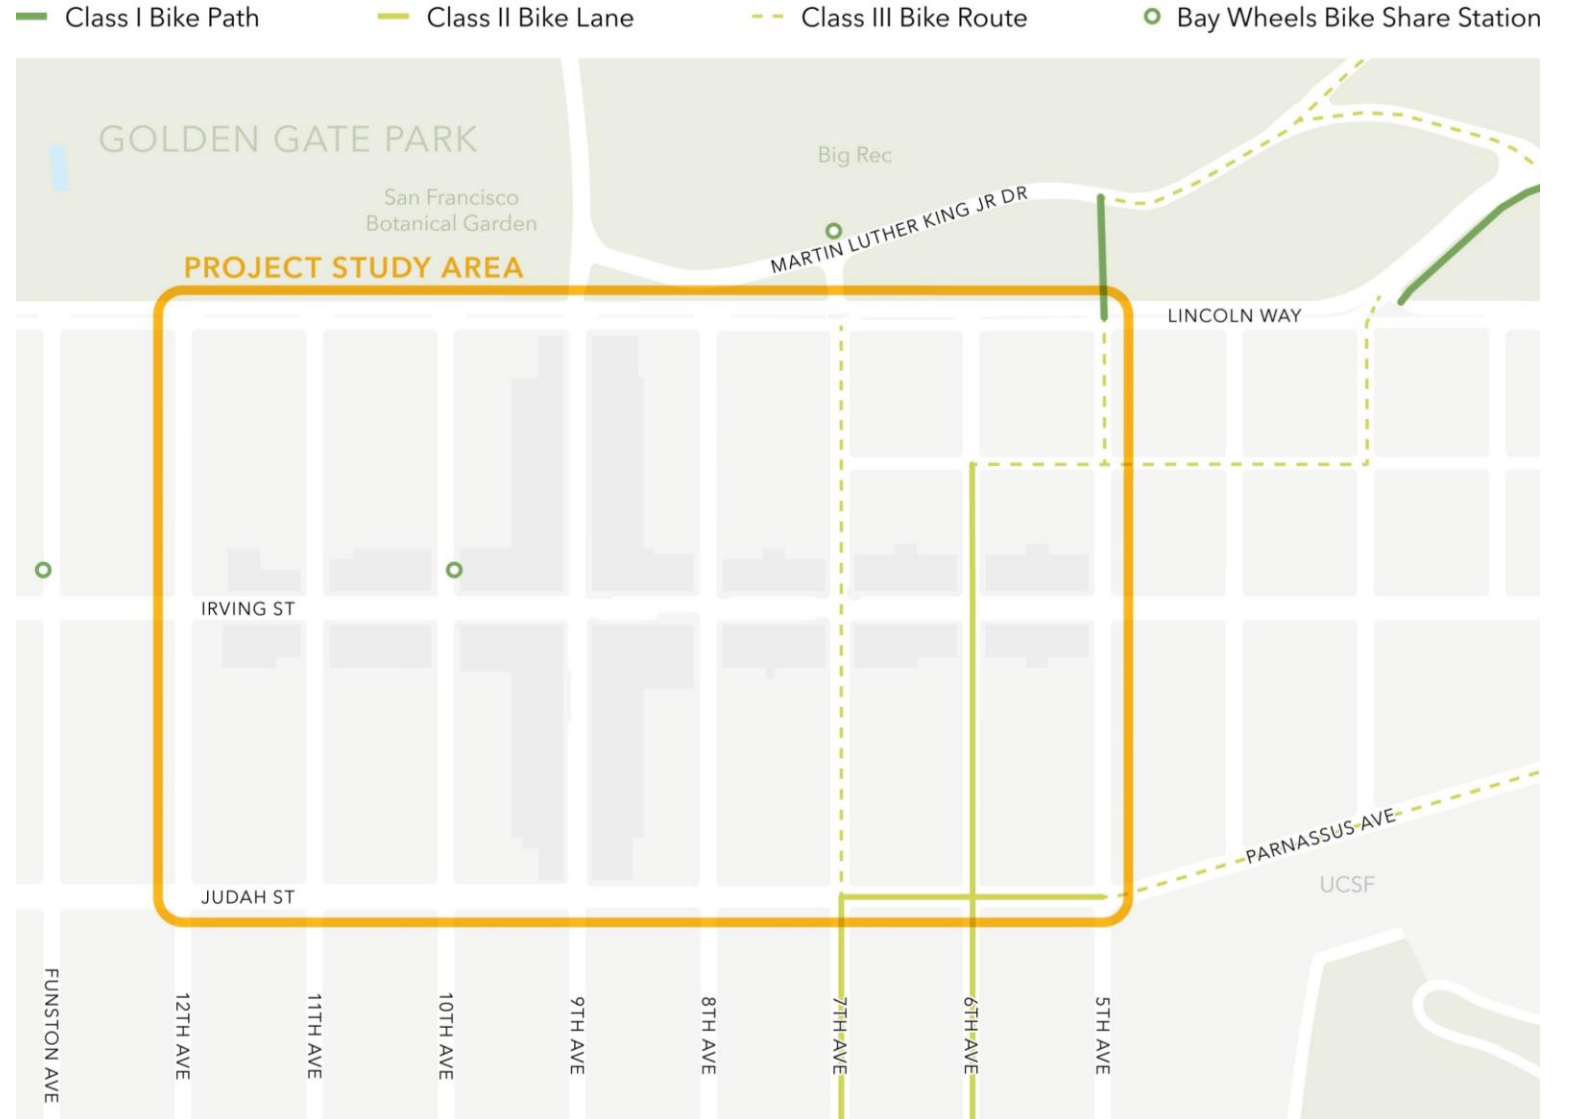 Class I Bike Path
Class II Bike Lane
Class III Bike Route
Bay Wheels Bike Share Station
GOLDEN GATE PARK
Big Rec
San Francisco
Botanical Garden
MARTIN LUTHER KING JR DR
PROJECT STUDY AREA
LINCOLN WAY
IRVING ST
PARNASSUS AVE
UCSF
JUDAH ST
FUNSTON AVE
12TH AVE
11TH AVE
10TH AVE
9TH AVE
8TH AVE
7TH AVE
6TH AVE
5TH AVE